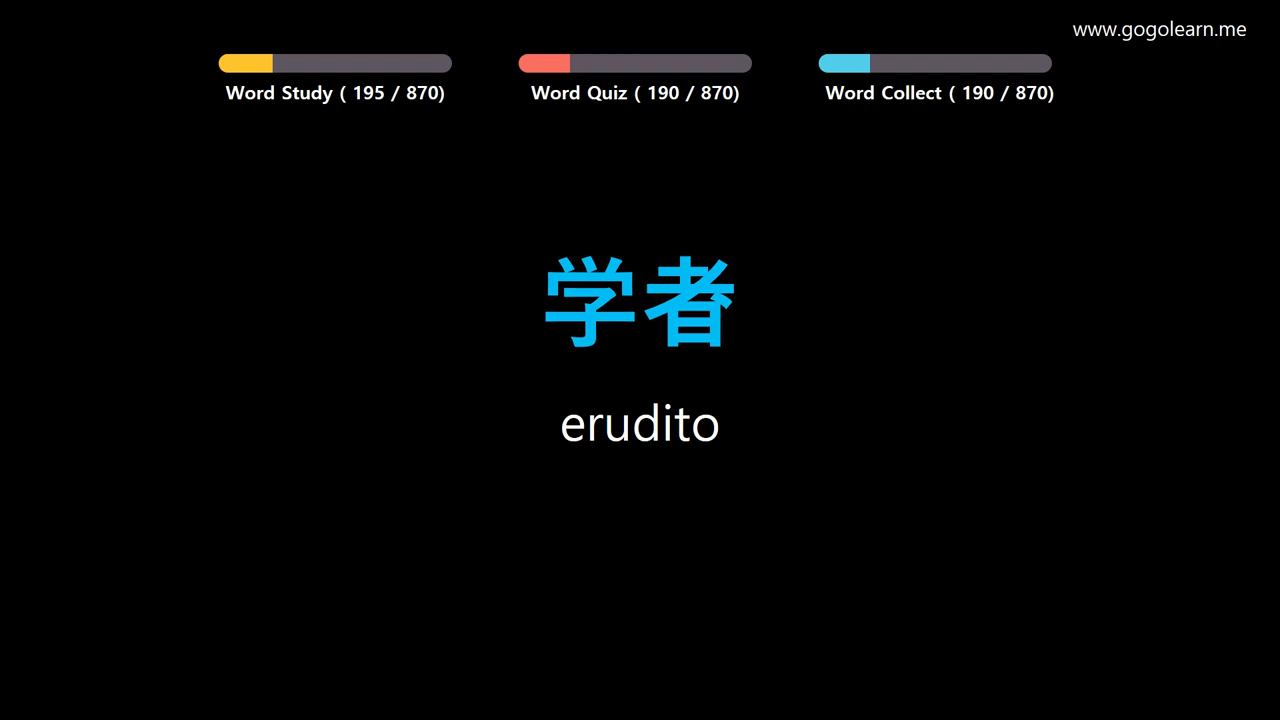 www.gogolearn.me
Word Study ( 195 / 870)
Word Quiz ( 190 / 870)
Word Collect ( 190 / 870)
学者
erudito